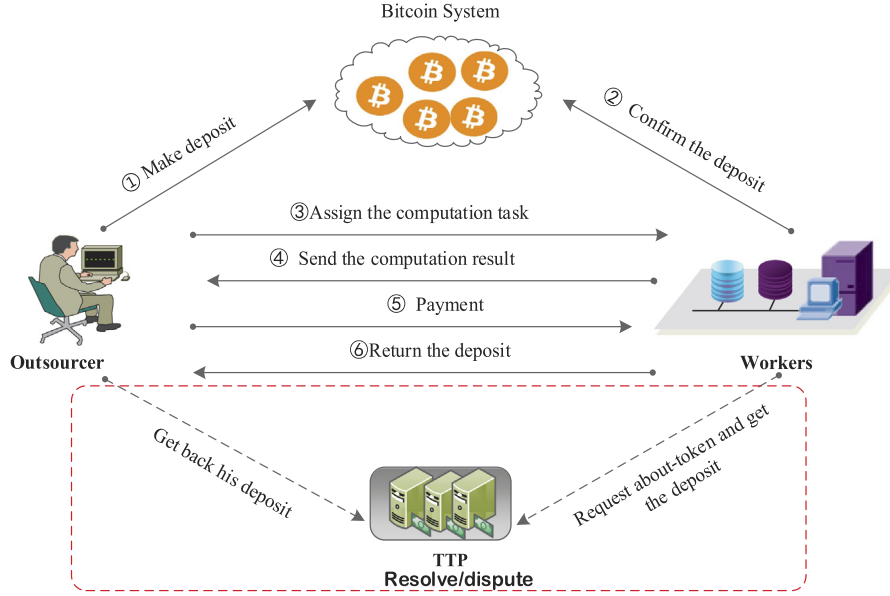 Bitcoin System
① Make deposit
② Confirm the deposit
③Assign the computation task
④ Send the computation result
⑤ Payment
⑥Return the deposit
Outsourcer
Workers
Get back his deposit
Request about-token and get
the deposit
TTP
Resolve/dispute